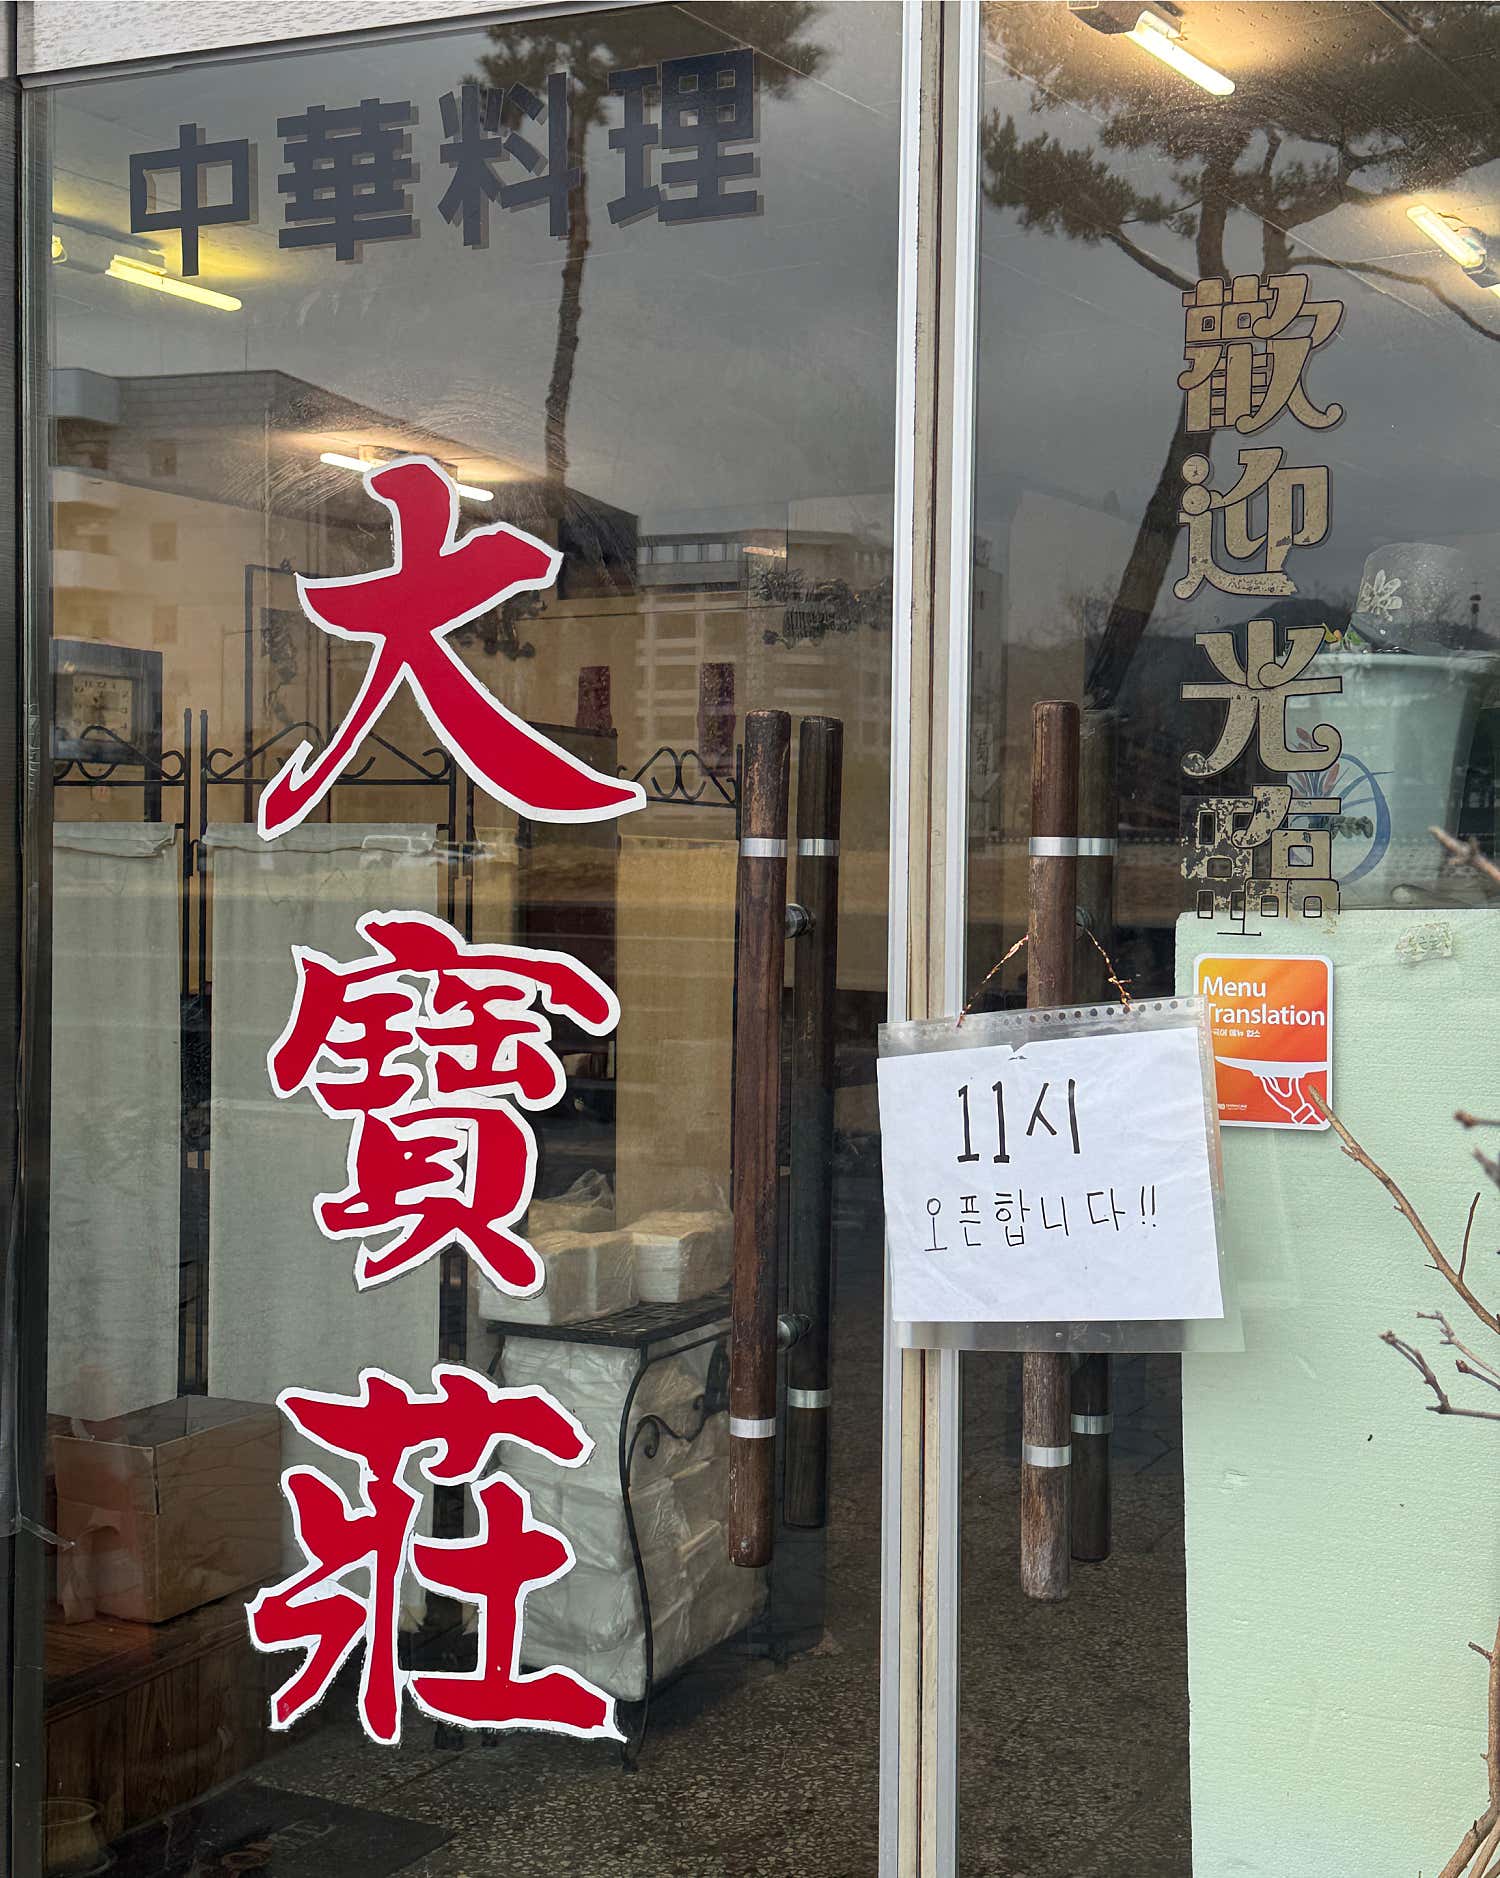 中華料理
大寶莊
歡迎光臨
Menu
Translation
11시
오픈합니다!!